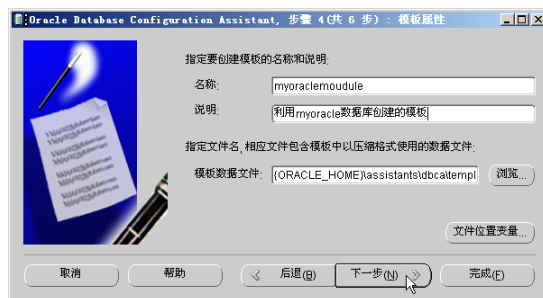 Oracle Database Configuration Assistant, 步骤 4(共 6 步) : 模板属性
指定要创建模板的名称和说明:
名称: myoraclemoudule
说明: 利用myoracle数据库创建的模板
指定文件名, 相应文件包含模板中以压缩格式使用的数据文件:
模板数据文件: {ORACLE_HOME}\assistants\dbca\templ 浏览...
文件位置变量...
取消 帮助 后退(B) 下一步(N) 完成(F)